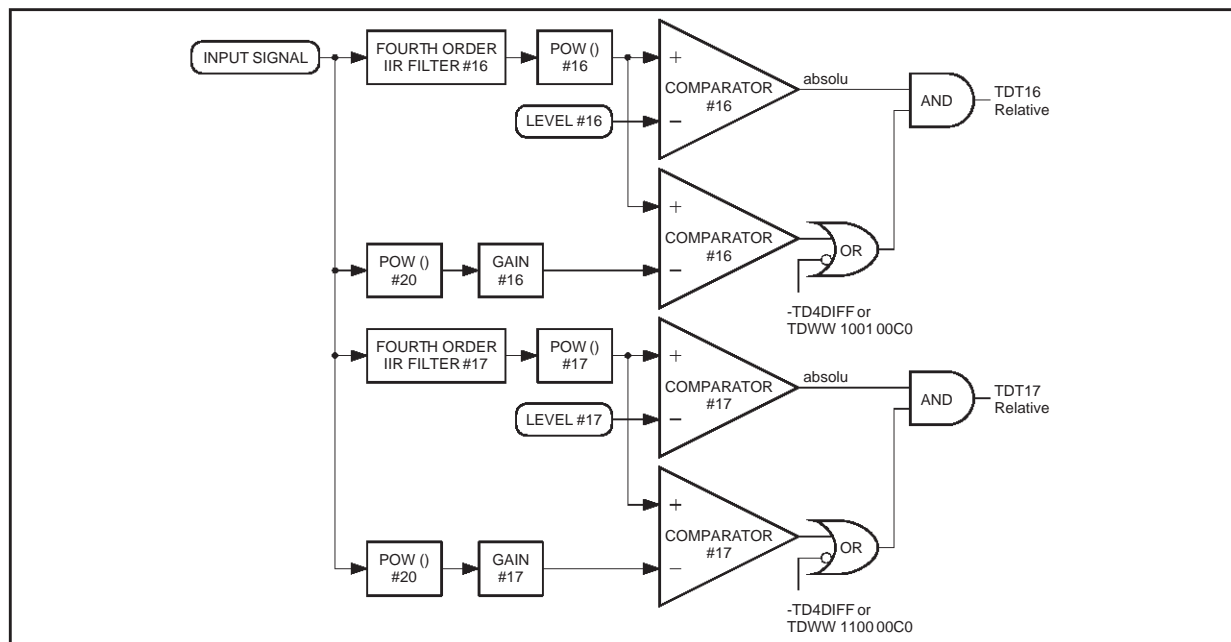 INPUT SIGNAL
FOURTH ORDER
IIR FILTER #16
POW ()
#16
LEVEL #16
+
−
COMPARATOR
#16
absolu
AND
TDT16
Relative
POW ()
#20
GAIN
#16
+
−
COMPARATOR
#16
OR
-TD4DIFF or
TDWW 1001 00C0
FOURTH ORDER
IIR FILTER #17
POW ()
#17
LEVEL #17
+
−
COMPARATOR
#17
absolu
AND
TDT17
Relative
POW ()
#20
GAIN
#17
+
−
COMPARATOR
#17
OR
-TD4DIFF or
TDWW 1100 00C0